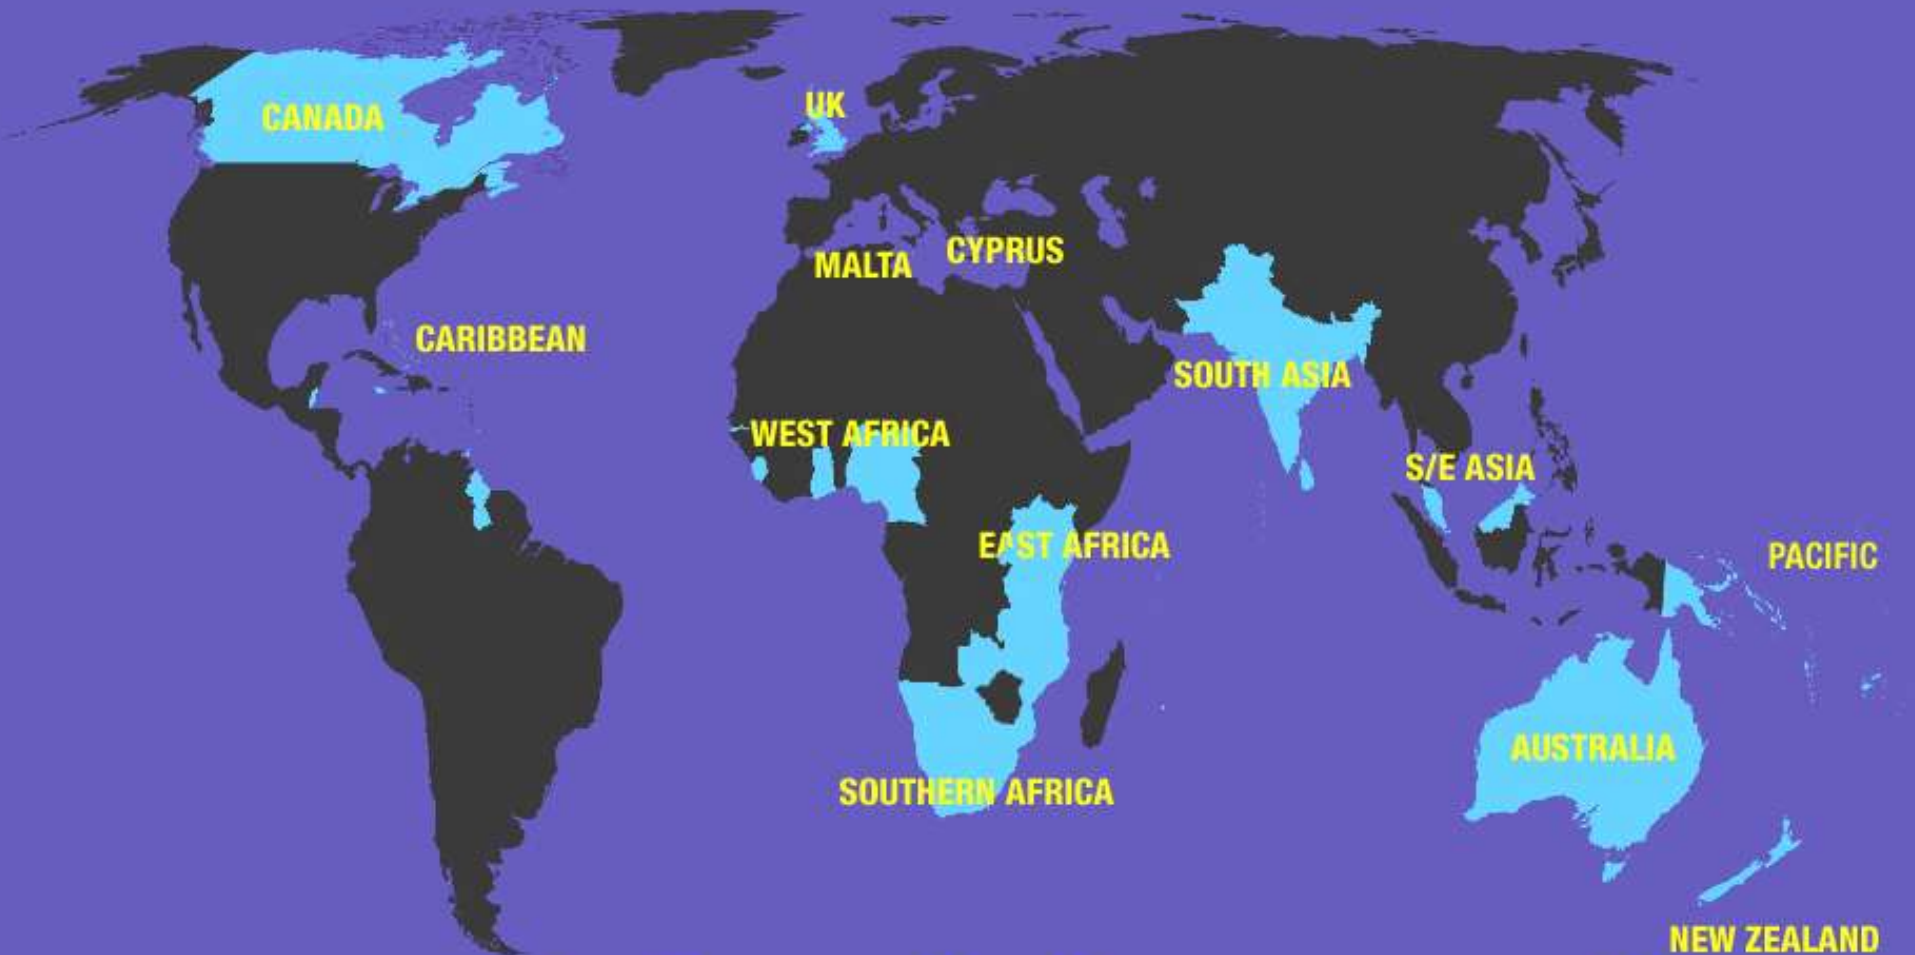 UK
CANADA
CYPRUS
MALTA
CARIBBEAN
SOUTH ASIA
WEST AFRICA
S/E ASIA
EAST AFRICA
PACIFIC
AUSTRALIA
SOUTHERN AFRICA
NEW ZEALAND